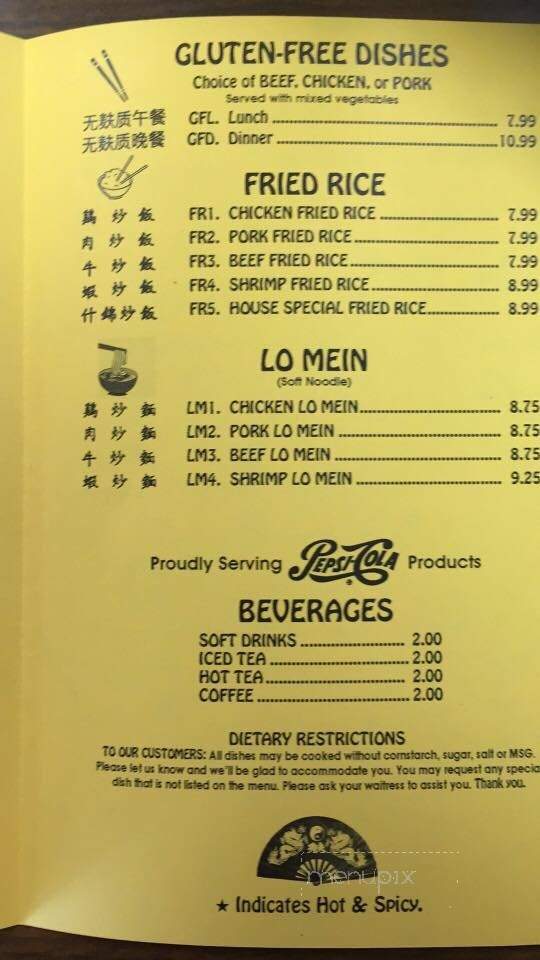 GLUTEN-FREE DISHES
Choice of BEEF, CHICKEN, or PORK
Served with mixed vegetables
无麸质午餐 GFL. Lunch 7.99
无麸质晚餐 GFD. Dinner 10.99
FRIED RICE
鷄炒飯 FR1. CHICKEN FRIED RICE 7.99
肉炒飯 FR2. PORK FRIED RICE 7.99
牛炒飯 FR3. BEEF FRIED RICE 7.99
蝦炒飯 FR4. SHRIMP FRIED RICE 8.99
什錦炒飯 FR5. HOUSE SPECIAL FRIED RICE 8.99
LO MEIN
(Soft Noodle)
鷄炒麵 LM1. CHICKEN LO MEIN 8.75
肉炒麵 LM2. PORK LO MEIN 8.75
牛炒麵 LM3. BEEF LO MEIN 8.75
蝦炒麵 LM4. SHRIMP LO MEIN 9.25
Proudly Serving PEPSI-COLA Products
BEVERAGES
SOFT DRINKS 2.00
ICED TEA 2.00
HOT TEA 2.00
COFFEE 2.00
DIETARY RESTRICTIONS
TO OUR CUSTOMERS: All dishes may be cooked without cornstarch, sugar, salt or MSG.
Please let us know and we'll be glad to accommodate you. You may request any specia
dish that is not listed on the menu. Please ask your waitress to assist you. Thank you.
menupix
★ Indicates Hot & Spicy.